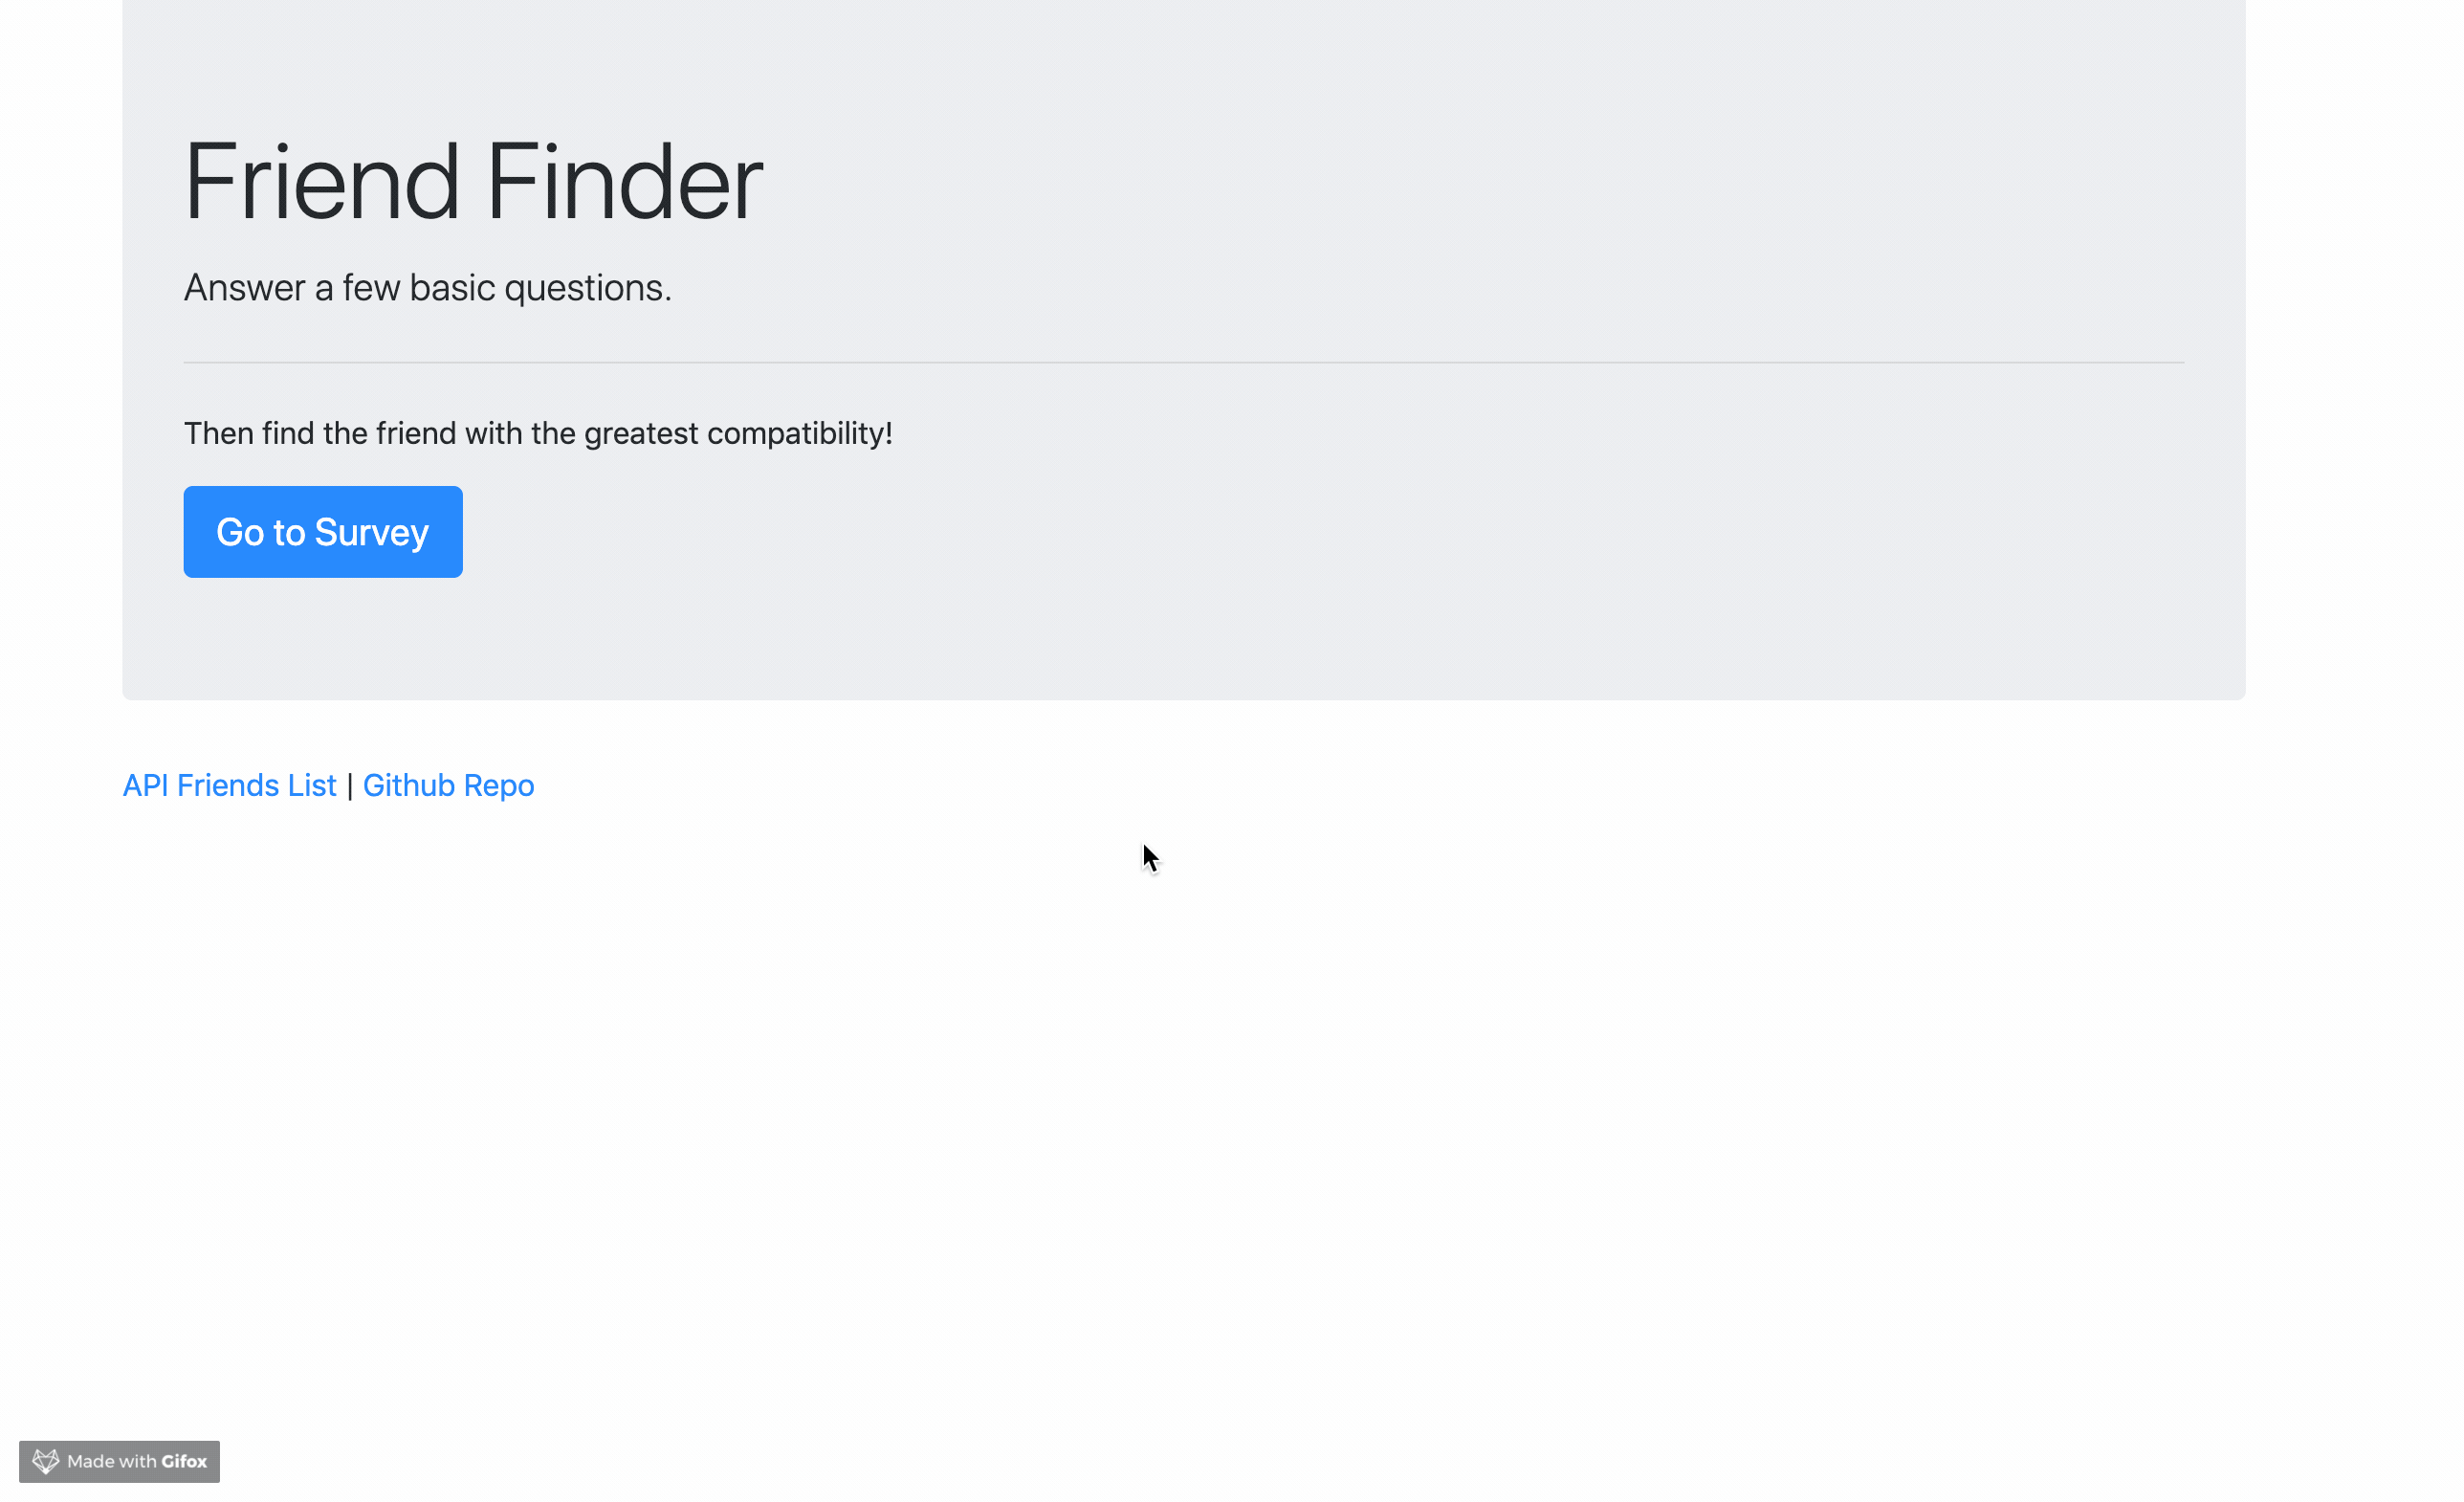 Friend Finder
Answer a few basic questions.
Then find the friend with the greatest compatibility!
Go to Survey
API Friends List | Github Repo
Made with Gifox